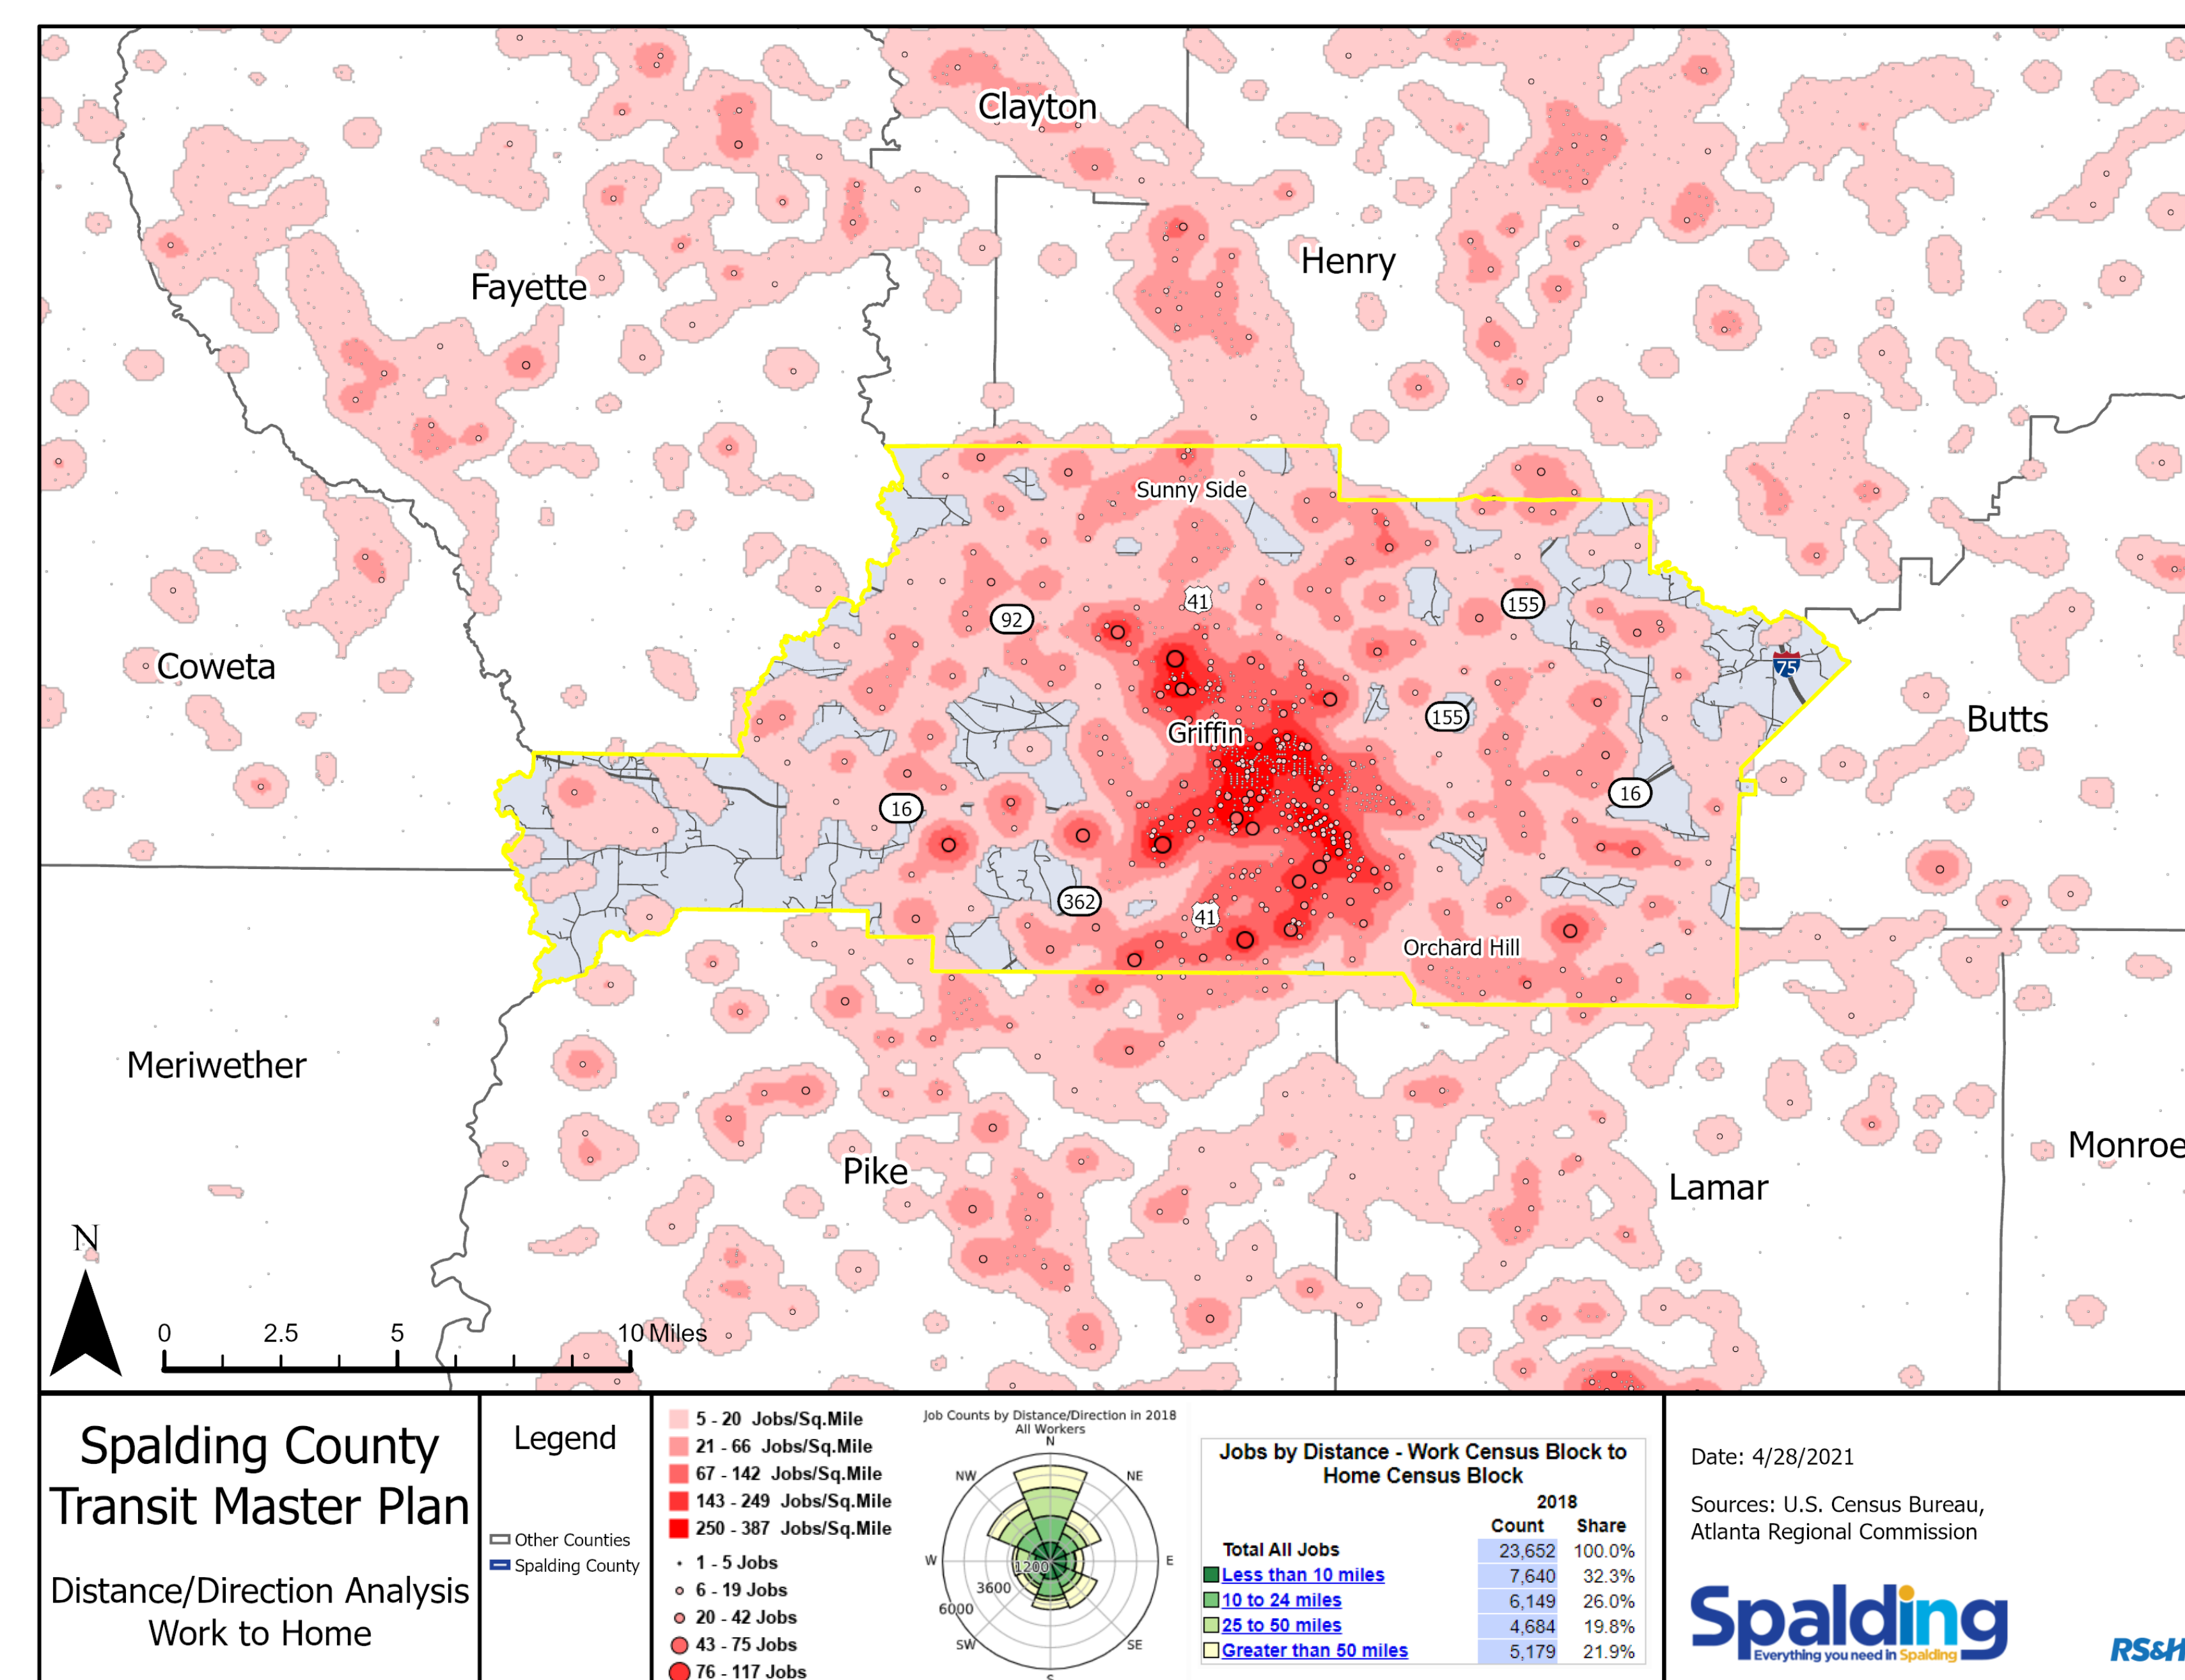 Clayton
Henry
Fayette
Sunny Side
41
92
155
Coweta
75
155
Butts
Griffin
16
16
362
41
Orchard Hill
Meriwether
Monroe
Pike
Lamar
N
0 2.5 5 10 Miles
Spalding County
Transit Master Plan
Distance/Direction Analysis
Work to Home
Legend
Other Counties
Spalding County
5 - 20 Jobs/Sq.Mile
21 - 66 Jobs/Sq.Mile
67 - 142 Jobs/Sq.Mile
143 - 249 Jobs/Sq.Mile
250 - 387 Jobs/Sq.Mile
1 - 5 Jobs
6 - 19 Jobs
20 - 42 Jobs
43 - 75 Jobs
76 - 117 Jobs
Job Counts by Distance/Direction in 2018
All Workers
N
NW NE
W E
1200
3600
6000
SW SE
S
Jobs by Distance - Work Census Block to
Home Census Block
2018
Count Share
Total All Jobs 23,652 100.0%
Less than 10 miles 7,640 32.3%
10 to 24 miles 6,149 26.0%
25 to 50 miles 4,684 19.8%
Greater than 50 miles 5,179 21.9%
Date: 4/28/2021
Sources: U.S. Census Bureau,
Atlanta Regional Commission
Spalding
Everything you need in Spalding
RS&H